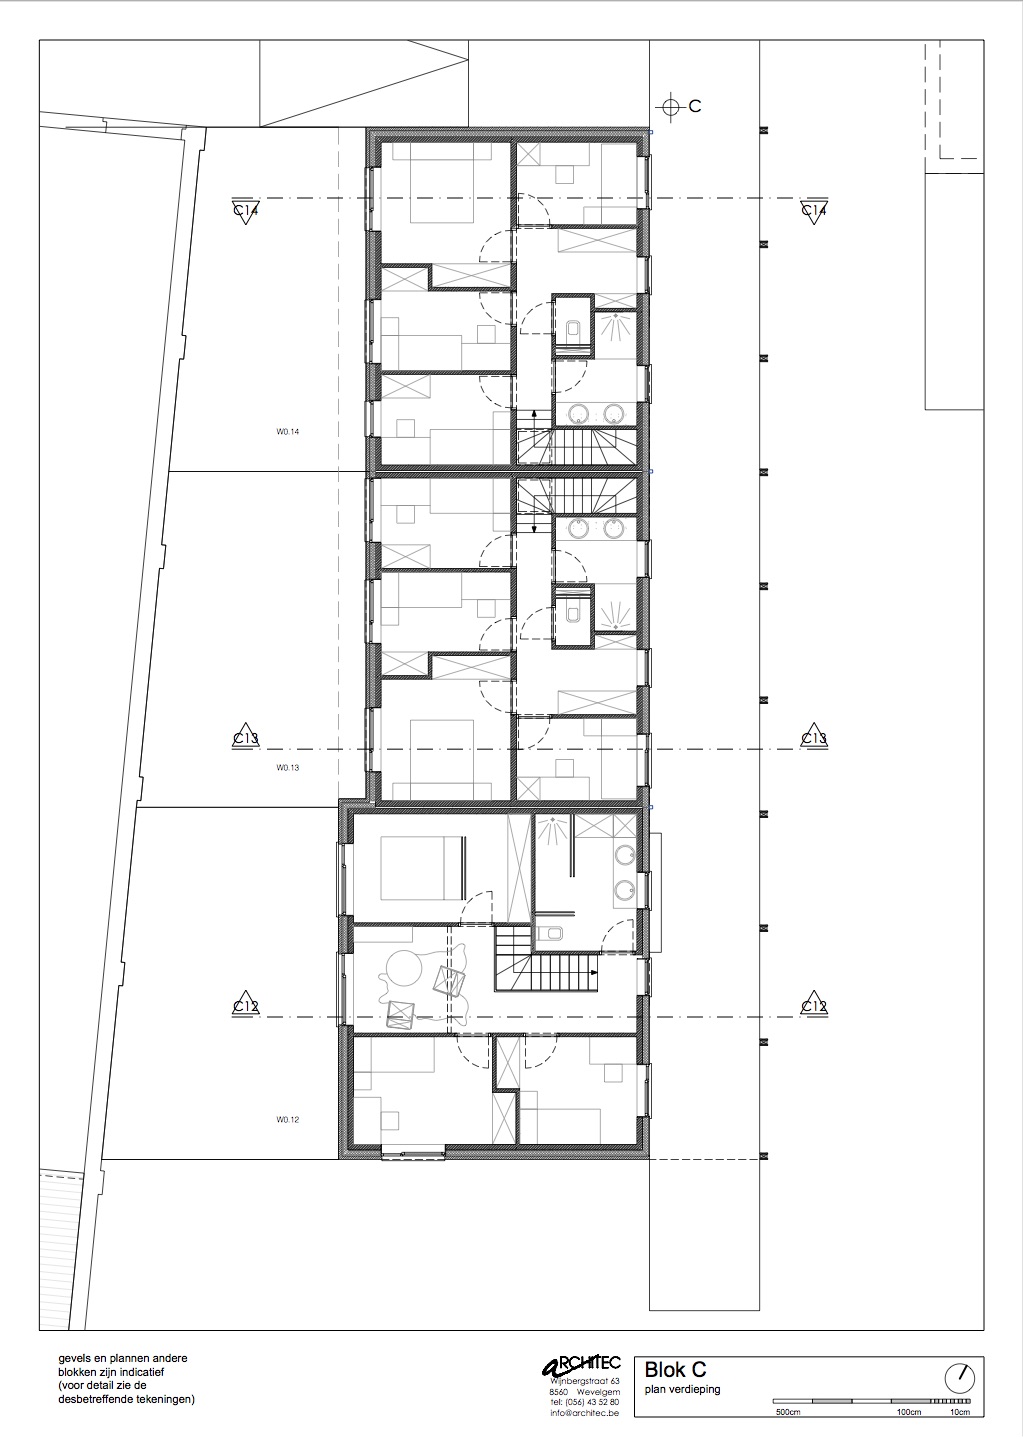 C
C14
C14
W0.14
C13
C13
W0.13
C12
C12
W0.12
gevels en plannen andere
blokken zijn indicatief
(voor detail zie de
desbetreffende tekeningen)
ARCHITEC
Wijnbergstraat 63
8560 Wevelgem
tel: (056) 43 52 80
info@architec.be
Blok C
plan verdieping
500cm 100cm 10cm